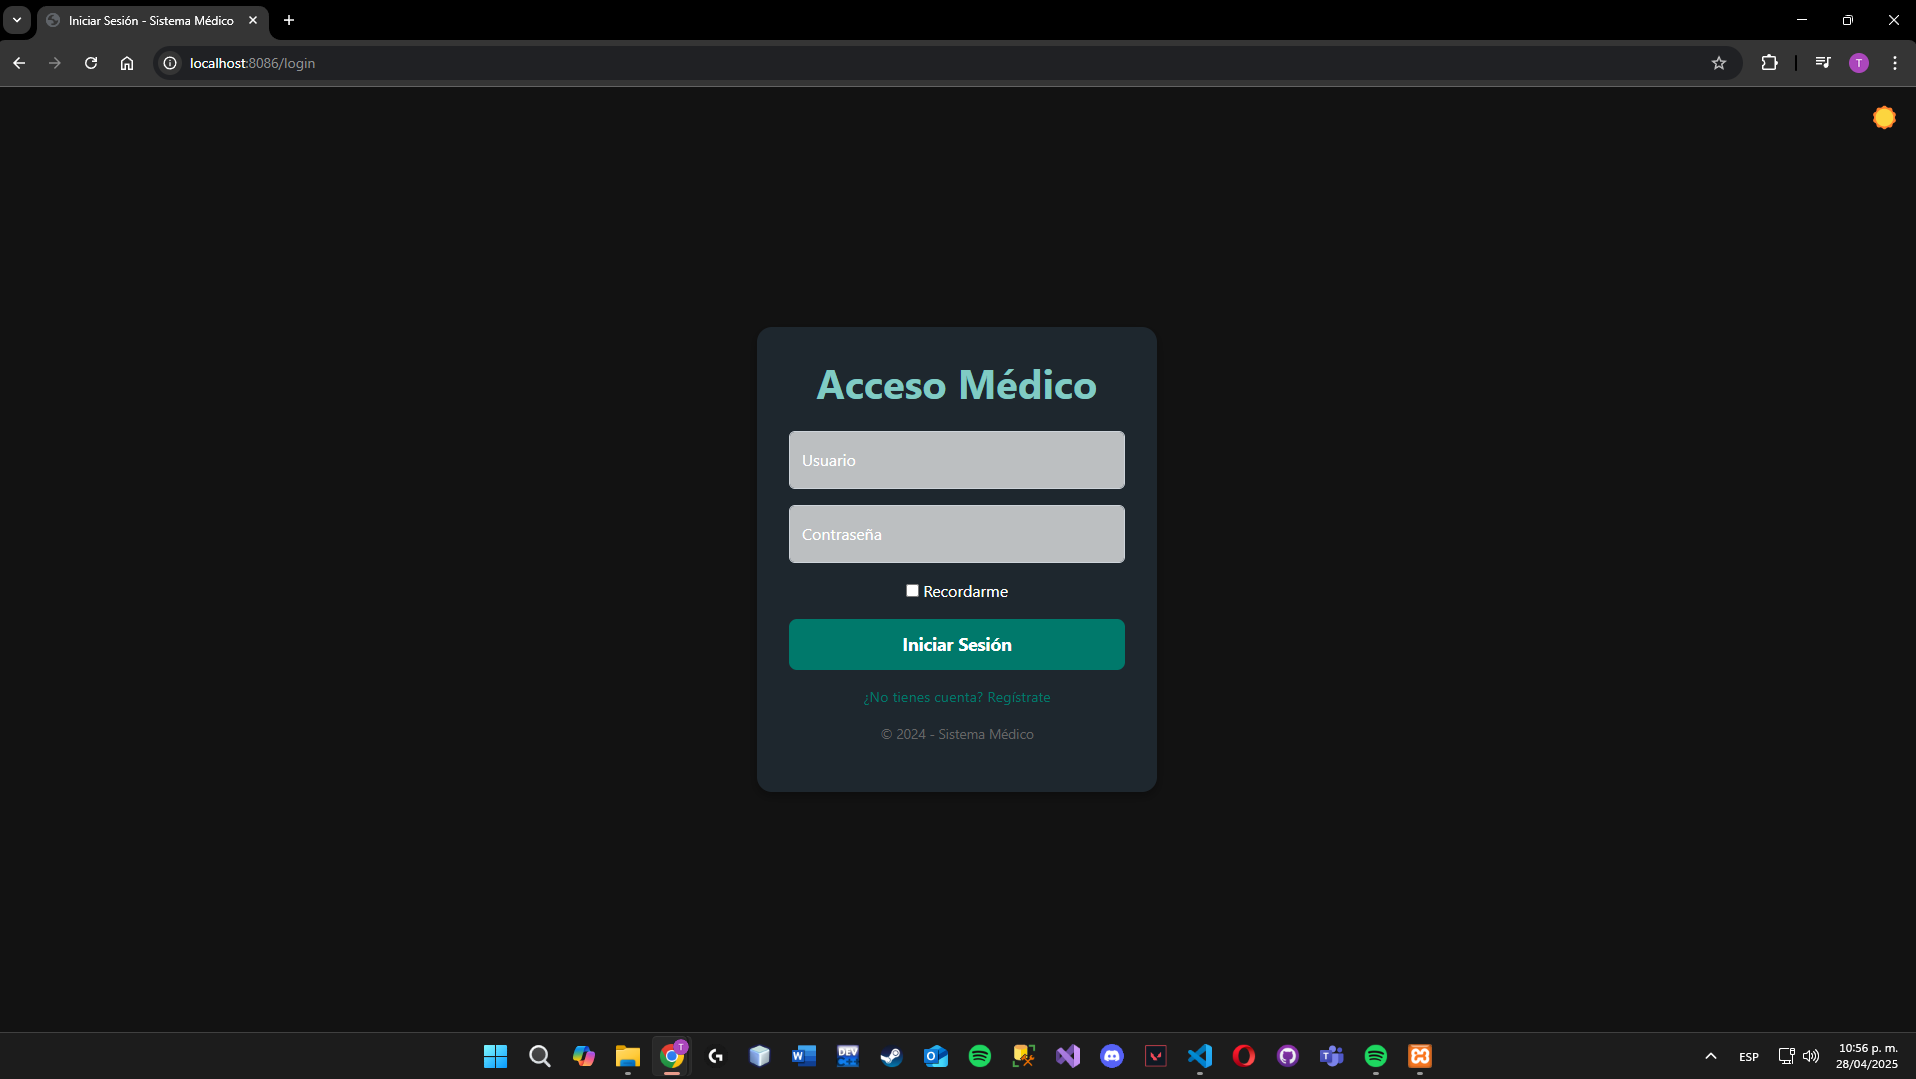 Iniciar Sesión - Sistema Médico
localhost:8086/login
T
Acceso Médico
Usuario
Contraseña
Recordarme
Iniciar Sesión
¿No tienes cuenta? Regístrate
© 2024 - Sistema Médico
T
DEV
ESP
10:56 p. m.
28/04/2025